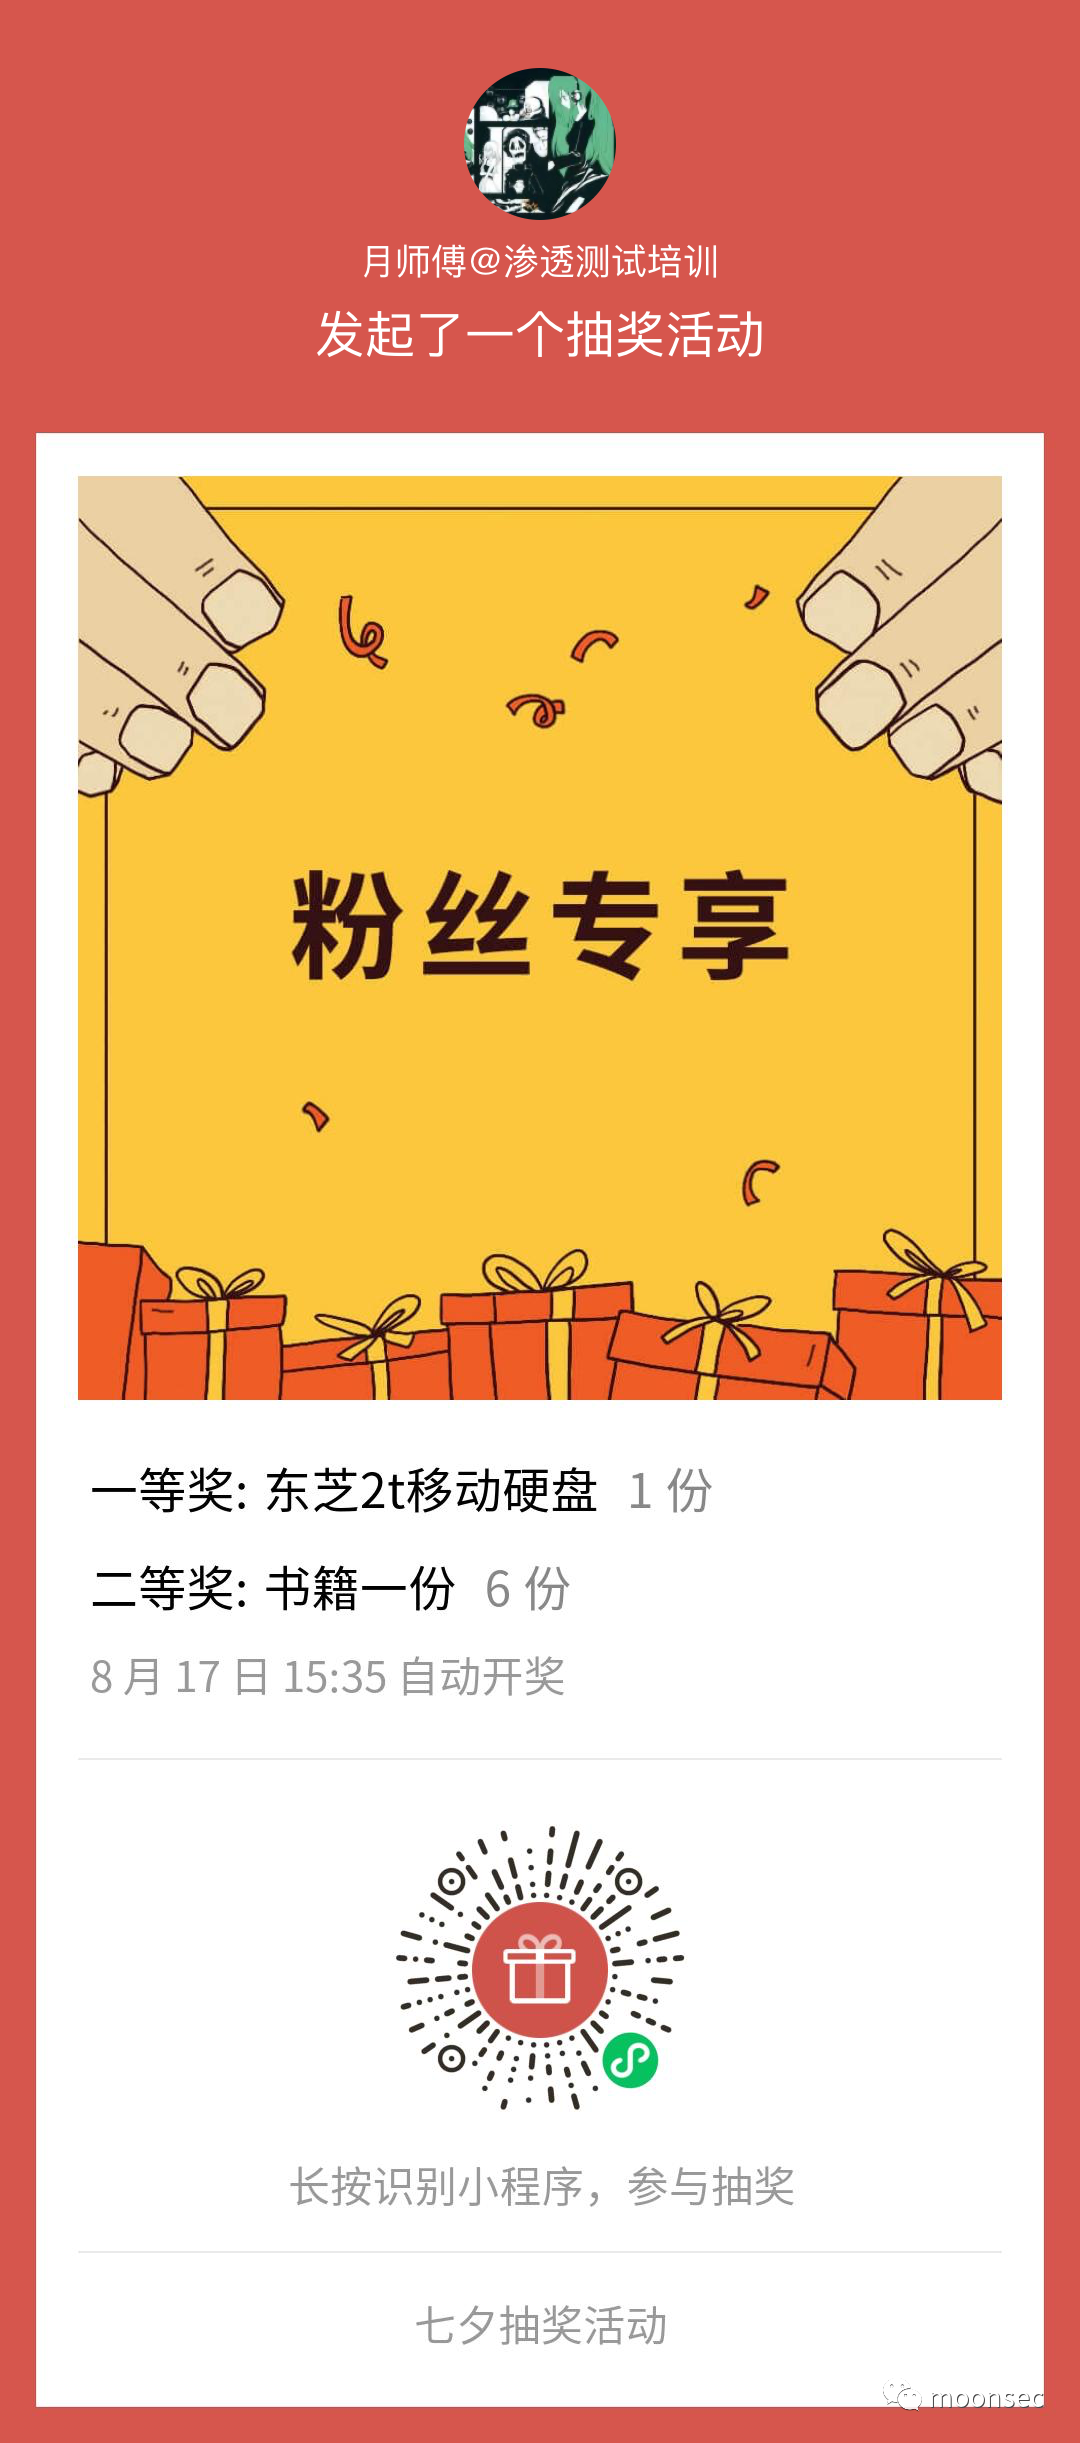 月师傅@渗透测试培训
发起了一个抽奖活动
粉丝专享
一等奖: 东芝2t移动硬盘 1 份
二等奖: 书籍一份 6 份
8 月 17 日 15:35 自动开奖
长按识别小程序，参与抽奖
七夕抽奖活动
moonsec